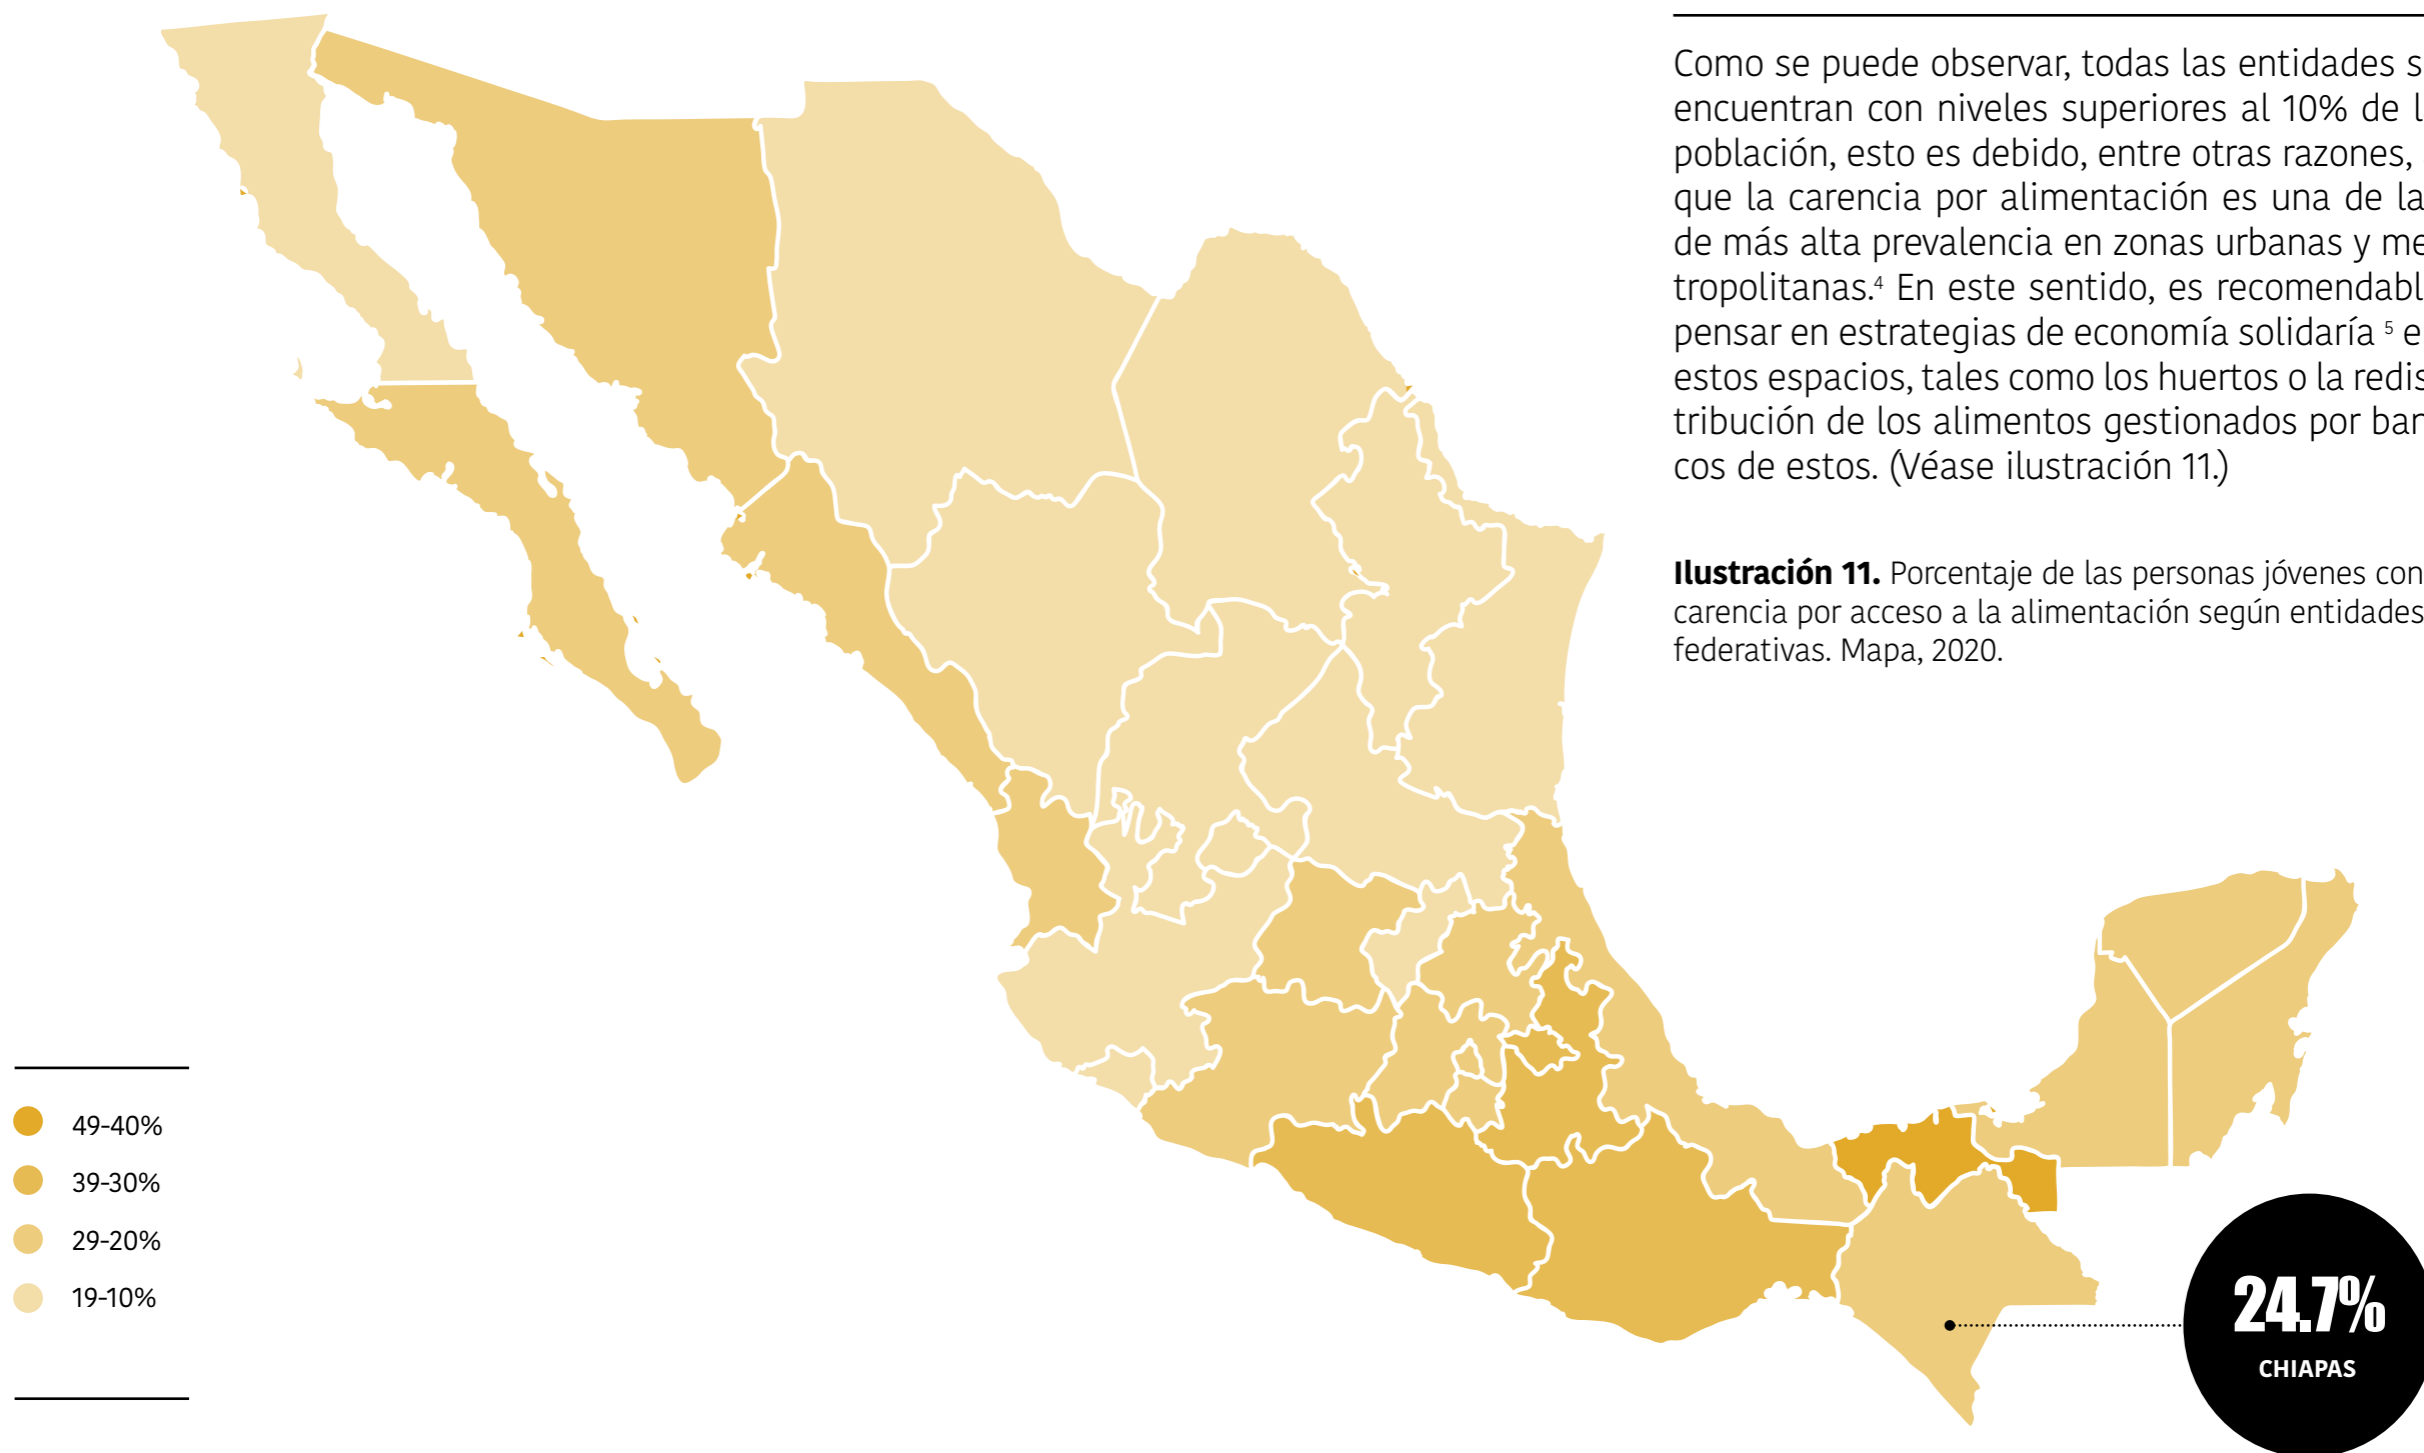 Como se puede observar, todas las entidades s
encuentran con niveles superiores al 10% de l
población, esto es debido, entre otras razones,
que la carencia por alimentación es una de la
de más alta prevalencia en zonas urbanas y me
tropolitanas.4 En este sentido, es recomendabl
pensar en estrategias de economía solidaría 5 e
estos espacios, tales como los huertos o la redis
tribución de los alimentos gestionados por ban
cos de estos. (Véase ilustración 11.)
Ilustración 11. Porcentaje de las personas jóvenes con
carencia por acceso a la alimentación según entidades
federativas. Mapa, 2020.
49-40%
39-30%
29-20%
19-10%
24.7%
CHIAPAS